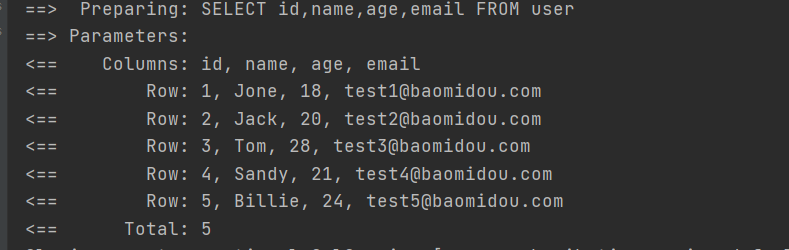 ==>  Preparing: SELECT id,name,age,email FROM user
==> Parameters:
<==    Columns: id, name, age, email
<==        Row: 1, Jone, 18, test1@baomidou.com
<==        Row: 2, Jack, 20, test2@baomidou.com
<==        Row: 3, Tom, 28, test3@baomidou.com
<==        Row: 4, Sandy, 21, test4@baomidou.com
<==        Row: 5, Billie, 24, test5@baomidou.com
<==      Total: 5